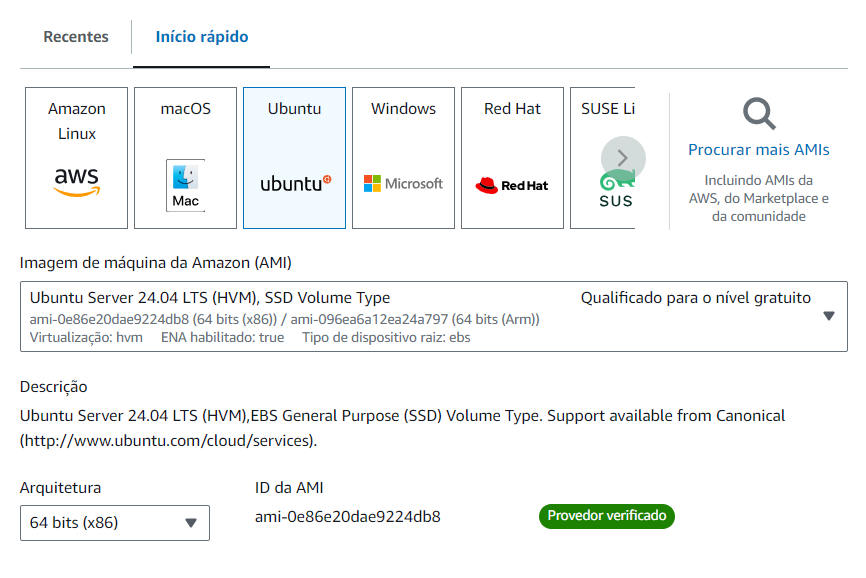 Recentes
Início rápido
Amazon
Linux
aws
macOS
Mac
Ubuntu
ubuntu
Windows
Microsoft
Red Hat
Red Hat
SUSE Li
SUS
Procurar mais AMIs
Incluindo AMIs da
AWS, do Marketplace e
da comunidade
Imagem de máquina da Amazon (AMI)
Ubuntu Server 24.04 LTS (HVM), SSD Volume Type
Qualificado para o nível gratuito
ami-0e86e20dae9224db8 (64 bits (x86)) / ami-096ea6a12ea24a797 (64 bits (Arm))
Virtualização: hvm ENA habilitado: true Tipo de dispositivo raiz: ebs
Descrição
Ubuntu Server 24.04 LTS (HVM),EBS General Purpose (SSD) Volume Type. Support available from Canonical
(http://www.ubuntu.com/cloud/services).
Arquitetura
64 bits (x86)
ID da AMI
ami-0e86e20dae9224db8
Provedor verificado